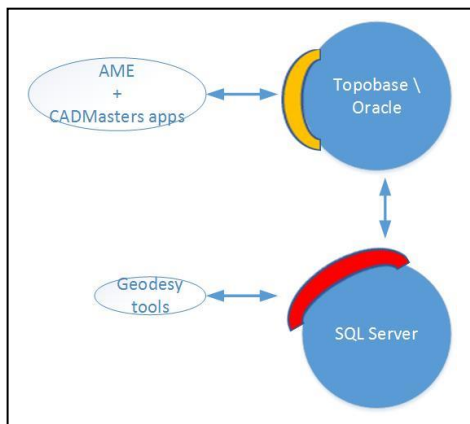 AME
+
CADMasters apps
Topobase \
Oracle
Geodesy
tools
SQL Server